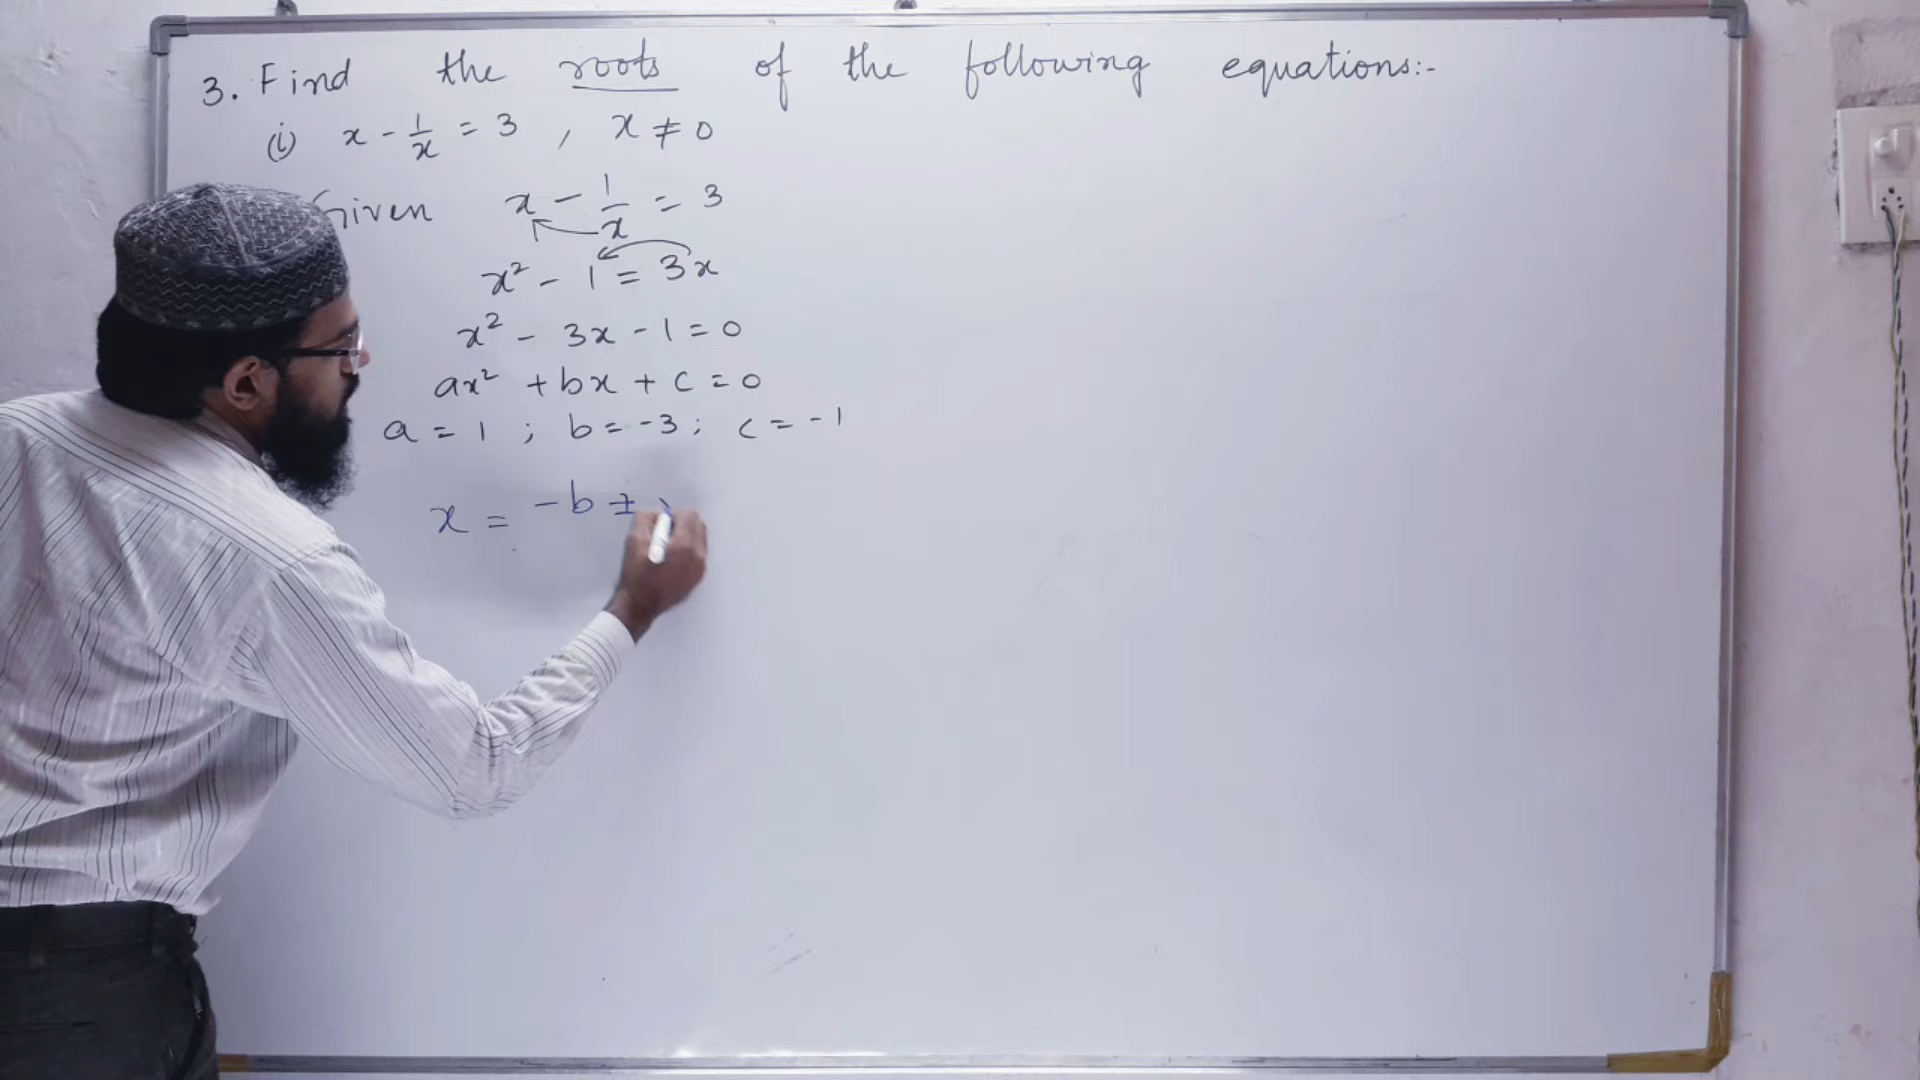 3. Find the roots of the following equations:-
(i) x - 1/x = 3 , x ≠ 0
Given x - 1/x = 3
x² - 1 = 3x
x² - 3x - 1 = 0
ax² + bx + c = 0
a = 1 ; b = -3 ; c = -1
x = -b ±